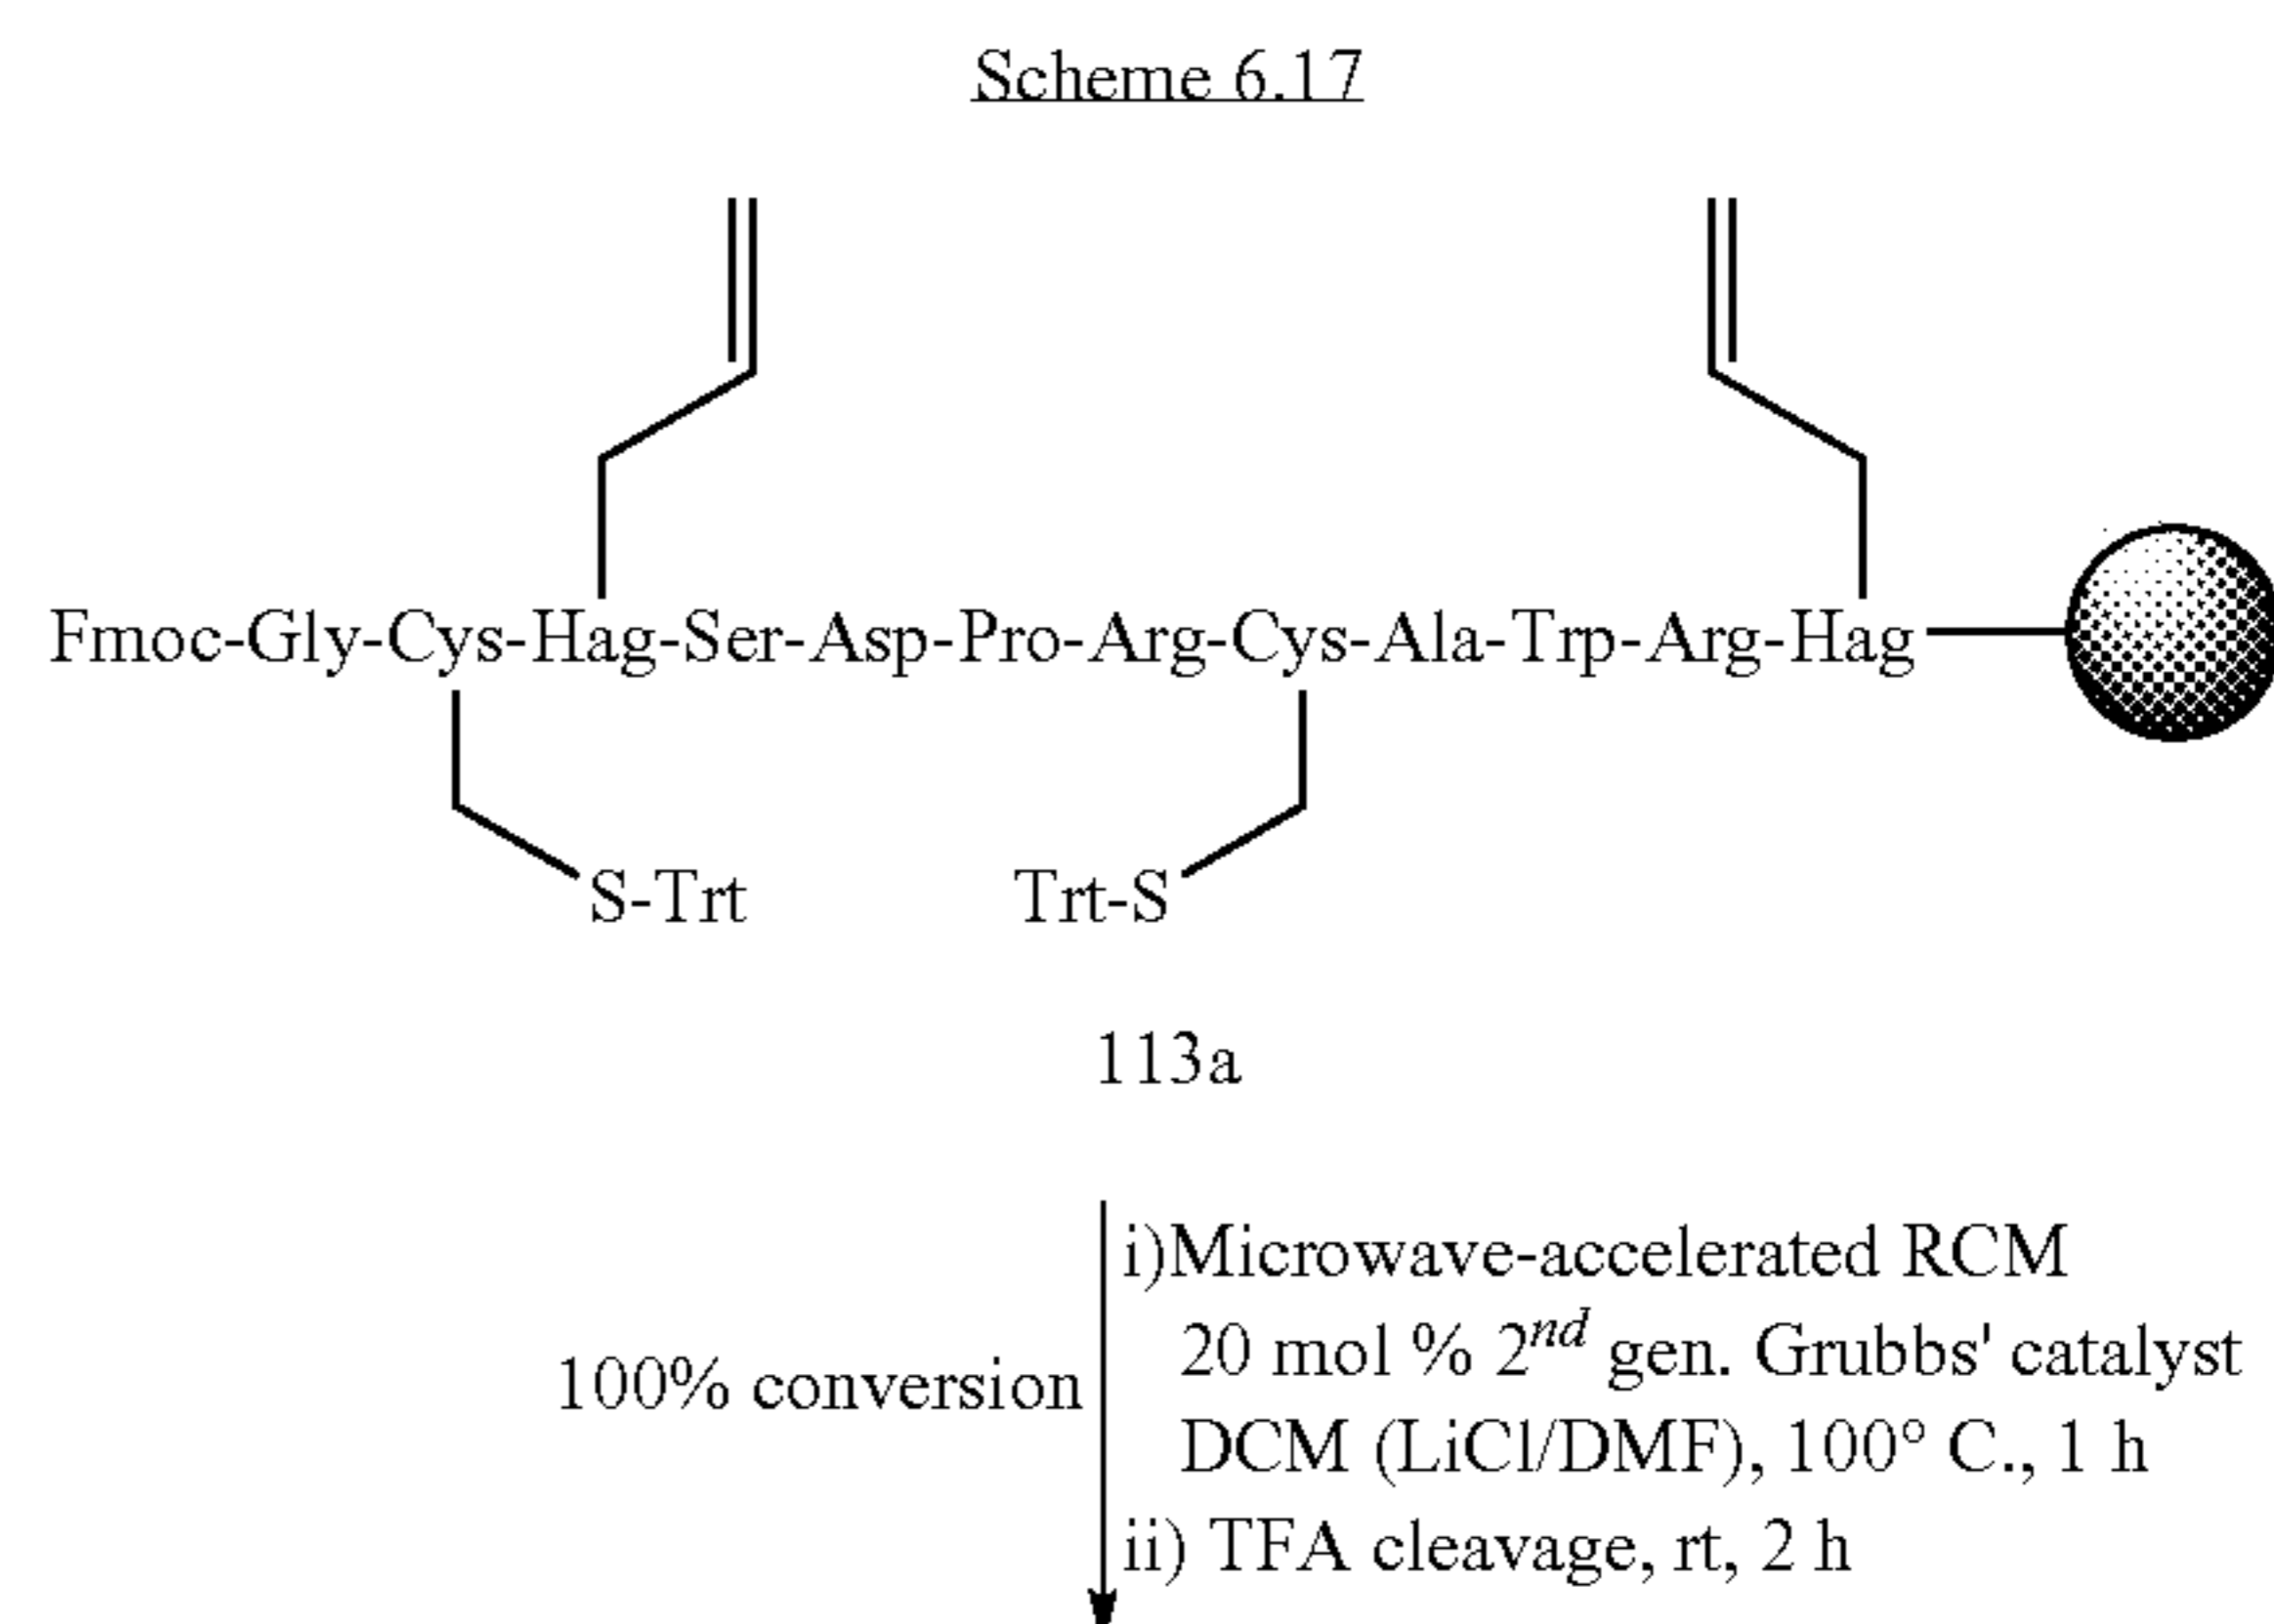 Scheme 6.17
Fmoc-Gly-Cys-Hag-Ser-Asp-Pro-Arg-Cys-Ala-Trp-Arg-Hag
S-Trt
Trt-S
113a
100% conversion
i)Microwave-accelerated RCM
20 mol % 2nd gen. Grubbs' catalyst
DCM (LiCl/DMF), 100° C., 1 h
ii) TFA cleavage, rt, 2 h